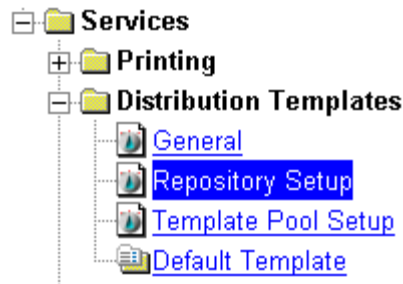 Services
Printing
Distribution Templates
General
Repository Setup
Template Pool Setup
Default Template